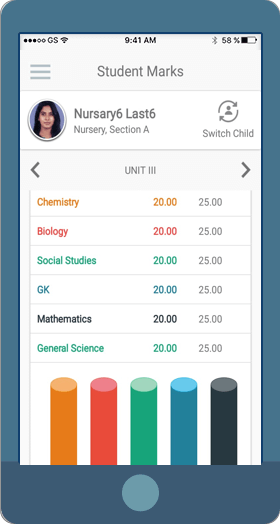 GS 9:41 AM 58 %
Student Marks
Nursary6 Last6
Nursery, Section A
Switch Child
UNIT III
Chemistry 20.00 25.00
Biology 20.00 25.00
Social Studies 20.00 25.00
GK 20.00 25.00
Mathematics 20.00 25.00
General Science 20.00 25.00